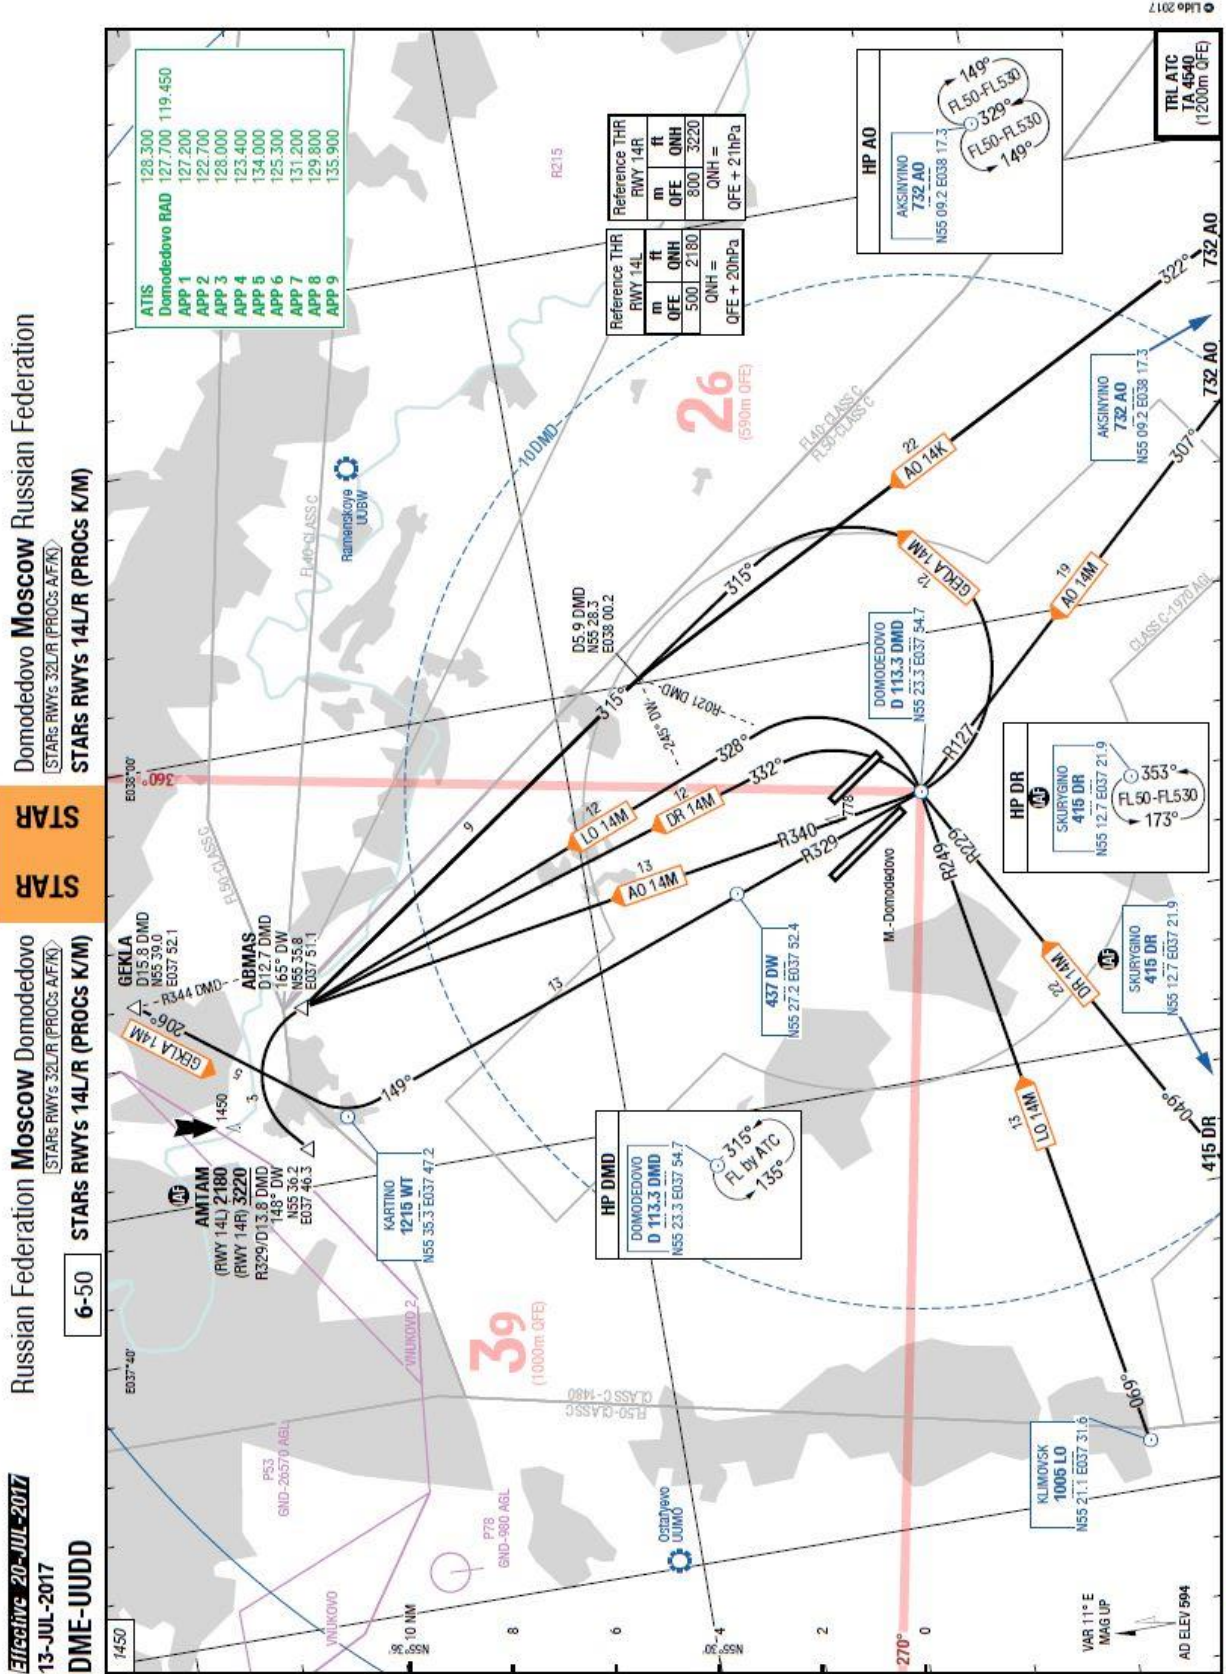 Effective 20-JUL-2017
13-JUL-2017
DME-UUDD
Russian Federation Moscow Domodedovo
STARs RWYs 32L/R (PROCs A/F/K)
6-50
STARs RWYs 14L/R (PROCs K/M)
STAR
STAR
Domodedovo Moscow Russian Federation
STARs RWYs 32L/R (PROCs A/F/K)
STARs RWYs 14L/R (PROCs K/M)
1450
E037°40'
E038°00'
360°
VNUKOVO
P53
GND-26570 AGL
VNUKOVO 2
P78
GND-980 AGL
IAF
AMTAM
(RWY 14L) 2180
(RWY 14R) 3220
R329/D13.8 DMD
148° DW
N55 36.2
E037 46.3
1450
GEKLA
D15.8 DMD
N55 39.0
E037 52.1
R344 DMD
206°
GEKLA 14M
5
3
ABMAS
D12.7 DMD
165° DW
N55 35.8
E037 51.1
FL50-CLASS C
FL40-CLASS C
ATIS 128.300
Domodedovo RAD 127.700 119.450
APP 1 127.200
APP 2 122.700
APP 3 128.000
APP 4 123.400
APP 5 134.000
APP 6 125.300
APP 7 131.200
APP 8 129.800
APP 9 135.900
Ramenskoye
UUBW
KARTINO
1215 WT
N55 35.3 E037 47.2
149°
9
10 NM
N55°36'
39
(1000m QFE)
13
12
LO 14M
328°
12
DR 14M
332°
13
AO 14M
R340
R329
778
315°
D5.9 DMD
N55 28.3
E038 00.2
245° DW
R021 DMD
10 DMD
R215
Reference THR
RWY 14L
m ft
QFE QNH
500 2180
QNH =
QFE + 20hPa
Reference THR
RWY 14R
m ft
QFE QNH
800 3220
QNH =
QFE + 21hPa
26
(590m QFE)
FL40-CLASS C
FL50-CLASS C
8
6
FL50-CLASS C
CLASS C-1480
HP DMD
DOMODEDOVO
D 113.3 DMD
N55 23.3 E037 54.7
315°
FL by ATC
135°
437 DW
N55 27.2 E037 52.4
M.-Domodedovo
315°
12
GEKLA 14M
22
AO 14K
HP AO
AKSINYINO
732 AO
N55 09.2 E038 17.3
149°
FL50-FL530
329°
FL50-FL530
149°
Ostafyevo
UUMO
4
N55°30'
2
270°
0
DOMODEDOVO
D 113.3 DMD
N55 23.3 E037 54.7
R127
R249
R229
19
AO 14M
CLASS C-1970 AGL
HP DR
IAF
SKURYGINO
415 DR
N55 12.7 E037 21.9
353°
FL50-FL530
173°
13
LO 14M
DR 14M
22
IAF
SKURYGINO
415 DR
N55 12.7 E037 21.9
AKSINYINO
732 AO
N55 09.2 E038 17.3
KLIMOVSK
1005 LO
N55 21.1 E037 31.6
069°
049°
415 DR
307°
732 AO
322°
732 AO
VAR 11° E
MAG UP
AD ELEV 594
TRL ATC
TA 4540
(1200m QFE)
© Lido 2017